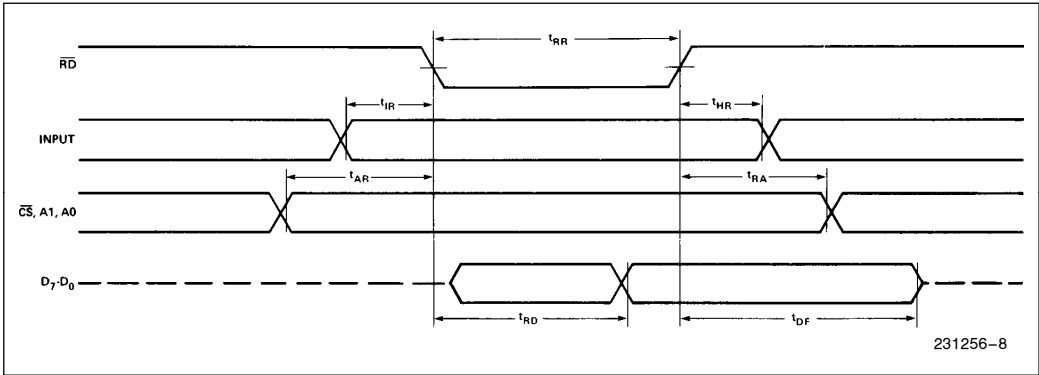 tRR
RD
tIR
tHR
INPUT
tAR
tRA
CS, A1, A0
D7-D0
tRD
tDF
231256-8